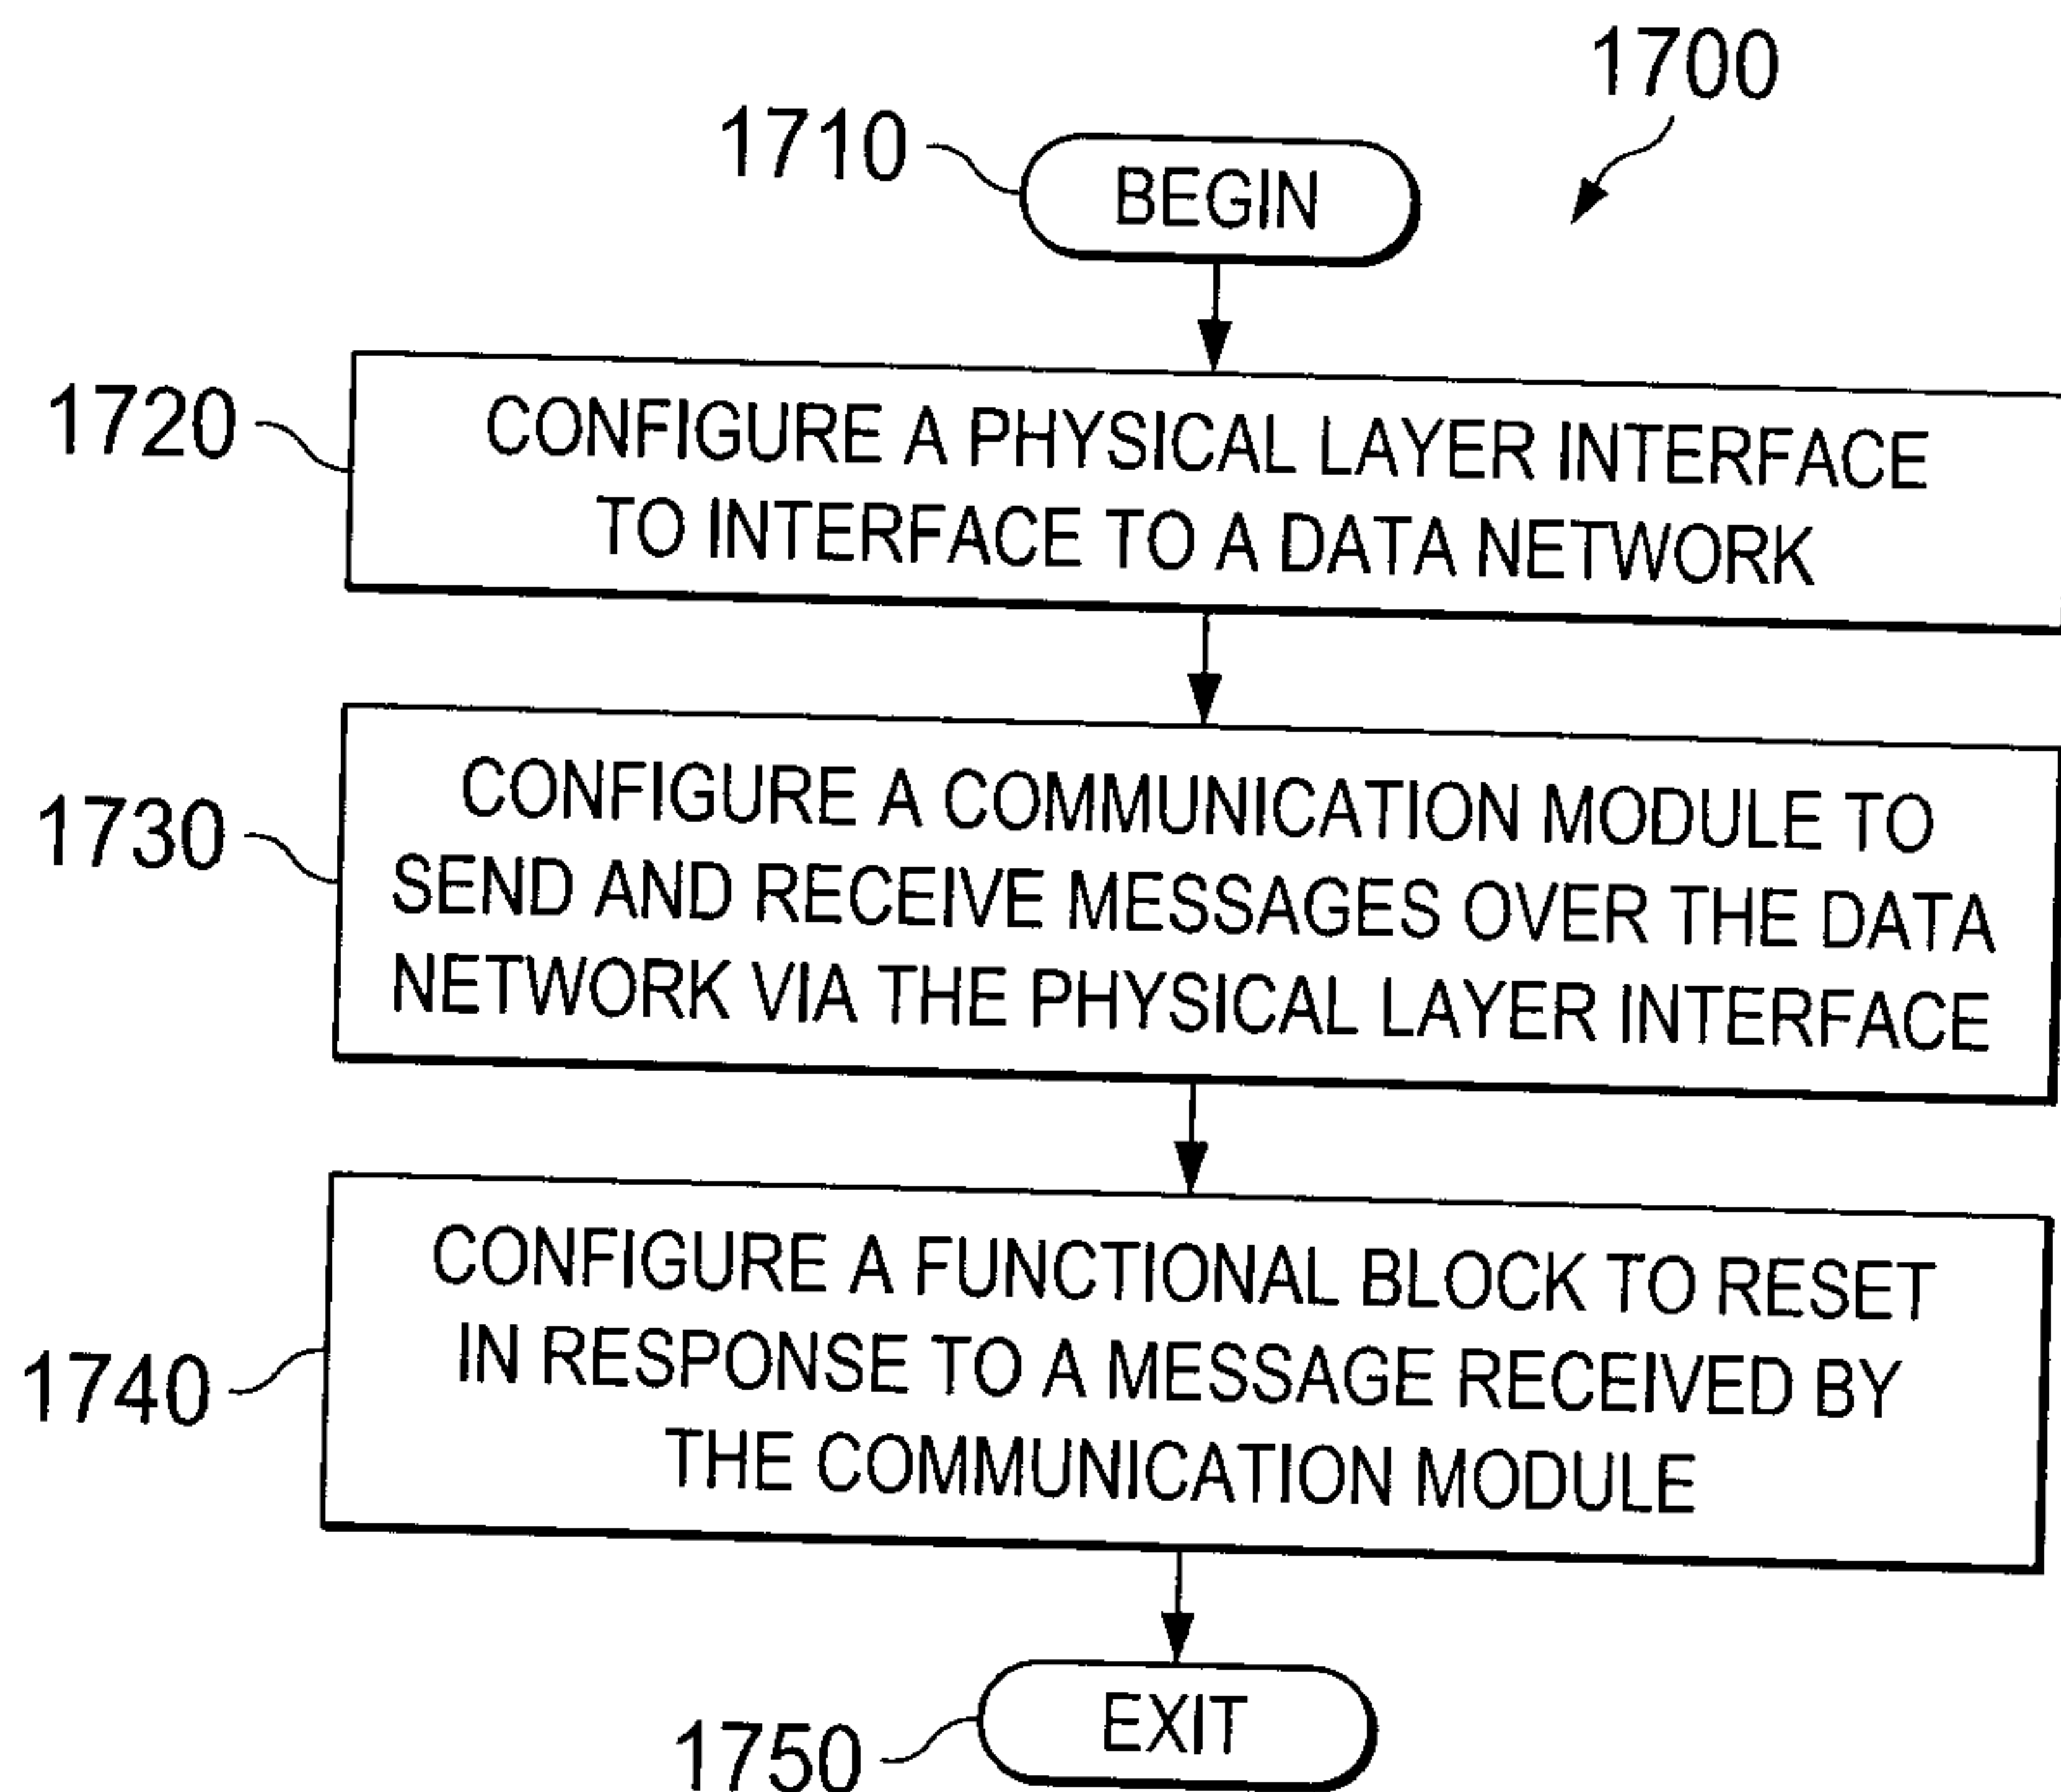 1700
1710
BEGIN
1720
CONFIGURE A PHYSICAL LAYER INTERFACE
TO INTERFACE TO A DATA NETWORK
1730
CONFIGURE A COMMUNICATION MODULE TO
SEND AND RECEIVE MESSAGES OVER THE DATA
NETWORK VIA THE PHYSICAL LAYER INTERFACE
1740
CONFIGURE A FUNCTIONAL BLOCK TO RESET
IN RESPONSE TO A MESSAGE RECEIVED BY
THE COMMUNICATION MODULE
1750
EXIT